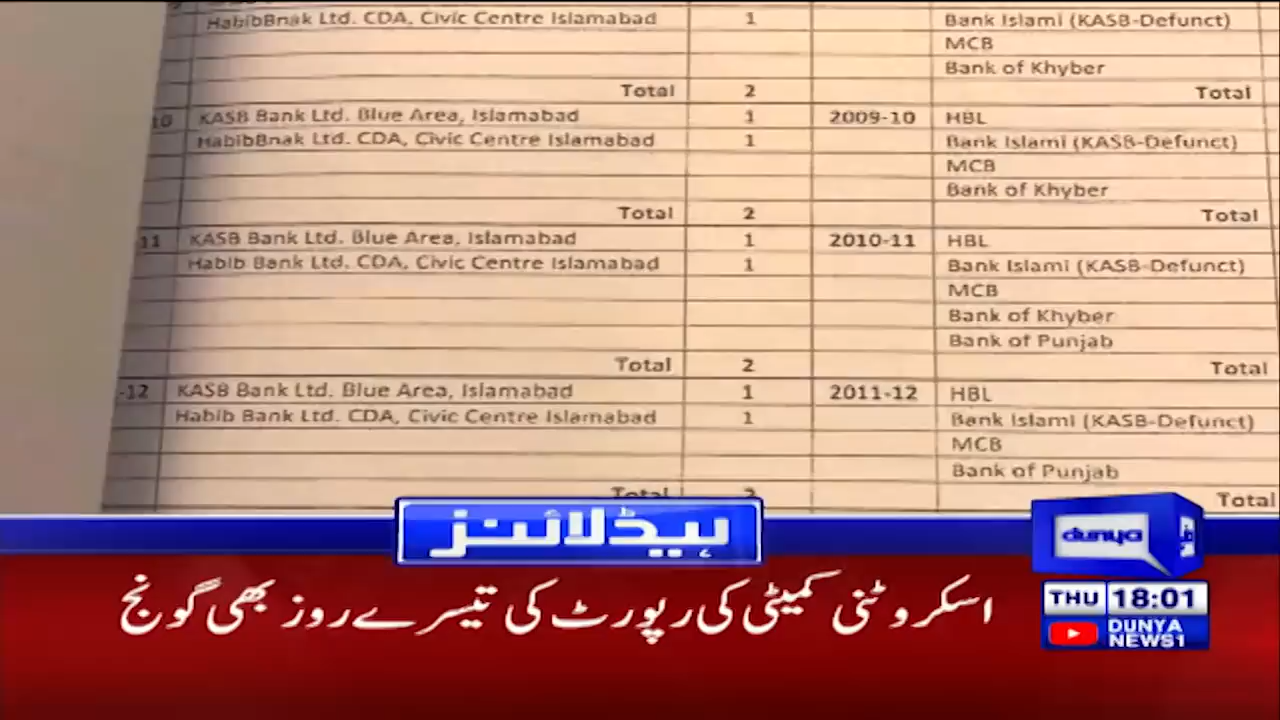 HabibBnak Ltd. CDA, Civic Centre Islamabad 1 Bank Islami (KASB-Defunct)
MCB
Bank of Khyber
Total 2 Total
10 KASB Bank Ltd. Blue Area, Islamabad 1 2009-10 HBL
HabibBnak Ltd. CDA, Civic Centre Islamabad 1 Bank Islami (KASB-Defunct)
MCB
Bank of Khyber
Total 2 Total
-11 KASB Bank Ltd. Blue Area, Islamabad 1 2010-11 HBL
Habib Bank Ltd. CDA, Civic Centre Islamabad 1 Bank Islami (KASB-Defunct)
MCB
Bank of Khyber
Bank of Punjab
Total 2 Total
-12 KASB Bank Ltd. Blue Area, Islamabad 1 2011-12 HBL
Habib Bank Ltd. CDA, Civic Centre Islamabad 1 Bank Islami (KASB-Defunct)
MCB
Bank of Punjab
Total 2 Total
ہیڈلائنز
dunya
اسکروٹنی کمیٹی کی رپورٹ کی تیسرے روز بھی گونج
THU 18:01
DUNYA
NEWS1